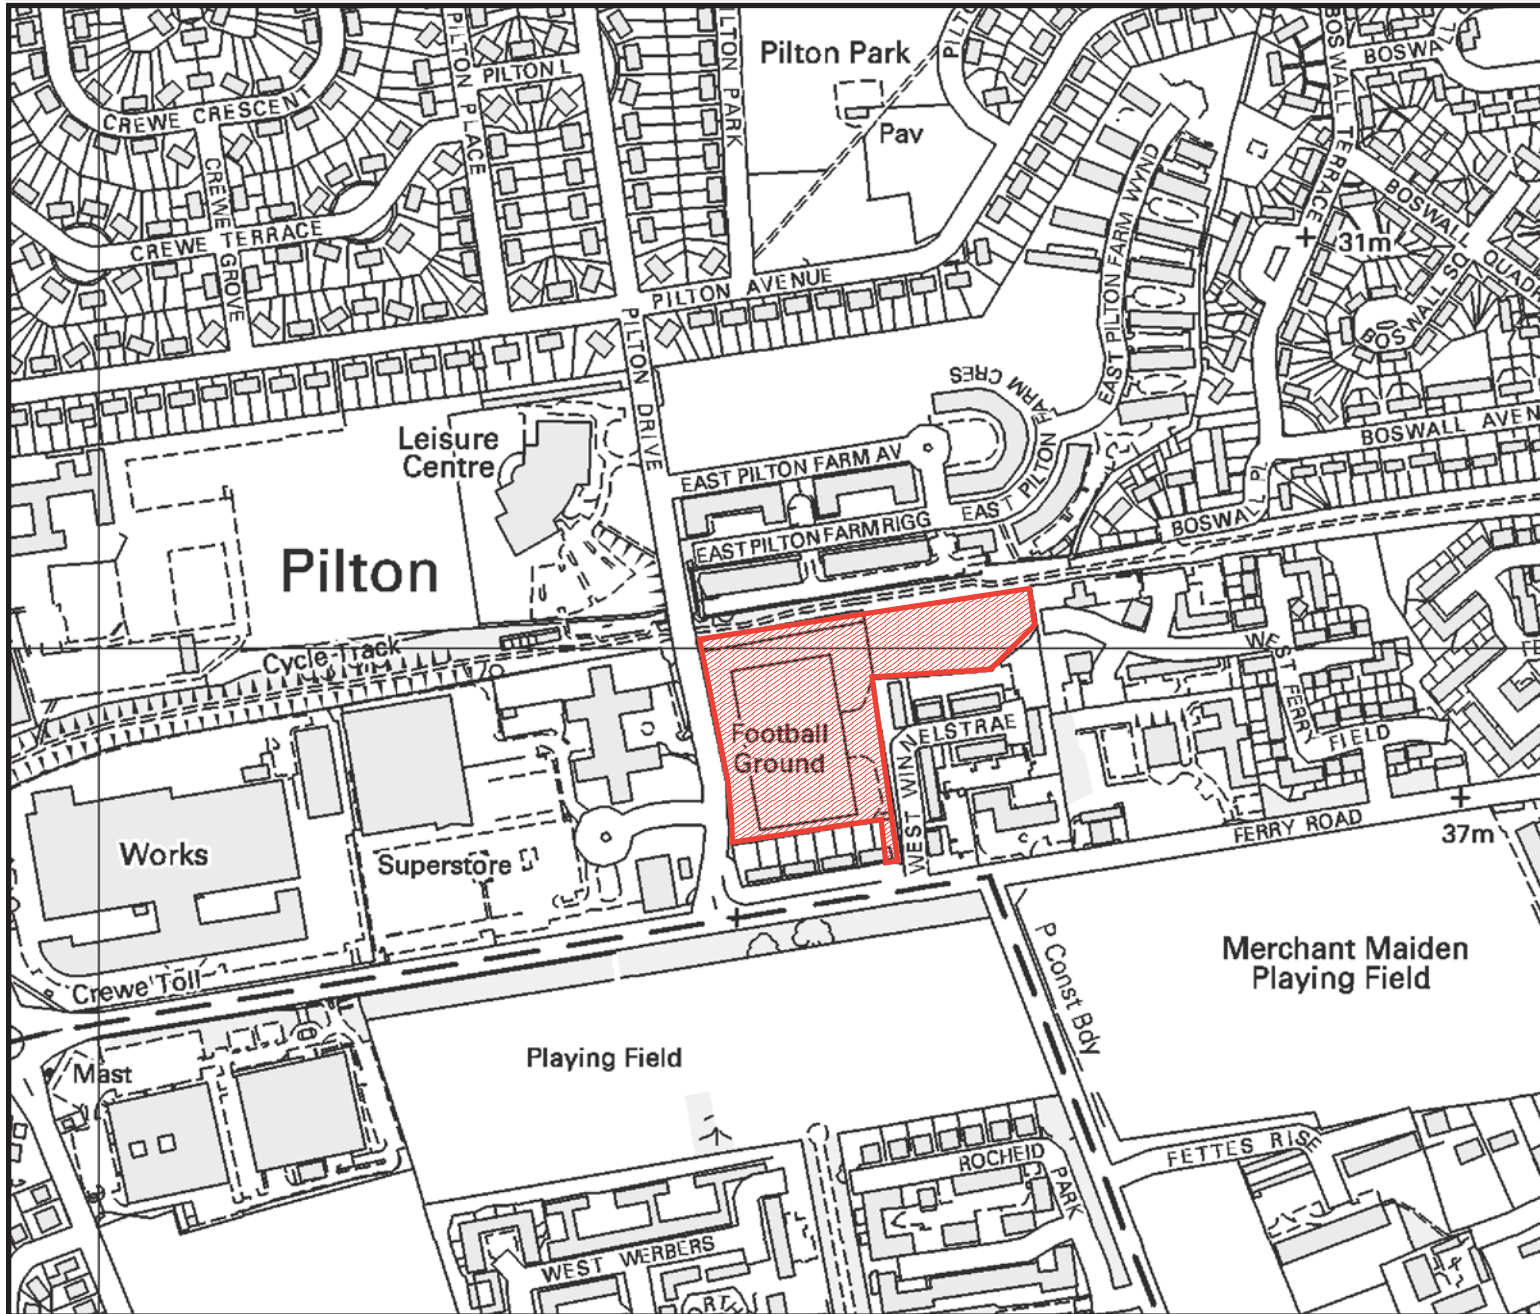 PILTON PLACE
PILTON L
PILTON PARK
Pilton Park
Pav
BOSWALL TERRACE
CREWE CRESCENT
CREWE GROVE
CREWE TERRACE
PILTON AVENUE
EAST PILTON FARM WYND
BOSWALL
QUAD
31m
BOSWALL SQ
BOS
PILTON DRIVE
Leisure
Centre
FARM CRES
EAST PILTON
EAST PILTON FARM AV
EAST PILTON FARM RIGG
BOSWALL AVEN
BOSWALL PL
Pilton
Cycle Track
Football
Ground
WEST WINNELSTRAE
WEST FERRY
FIELD
FERRY ROAD
37m
Works
Superstore
Crewe Toll
Mast
Playing Field
P Const Bdy
Merchant Maiden
Playing Field
FETTES RISE
ROCHEID
PARK
WEST WERBERS